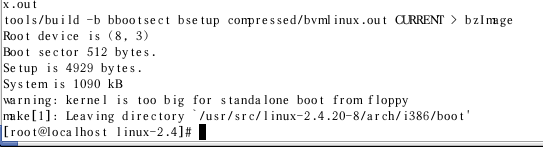 x.out
tools/build -b bbootsect bsetup compressed/bvmlinux.out CURRENT > bzImage
Root device is (8, 3)
Boot sector 512 bytes.
Setup is 4929 bytes.
System is 1090 kB
warning: kernel is too big for standalone boot from floppy
make[1]: Leaving directory `/usr/src/linux-2.4.20-8/arch/i386/boot'
[root@localhost linux-2.4]#